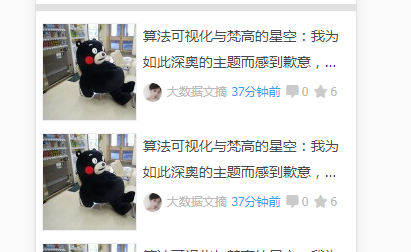 算法可视化与梵高的星空：我为
如此深奥的主题而感到歉意，...
大数据文摘 37分钟前 0 6
算法可视化与梵高的星空：我为
如此深奥的主题而感到歉意，...
大数据文摘 37分钟前 0 6